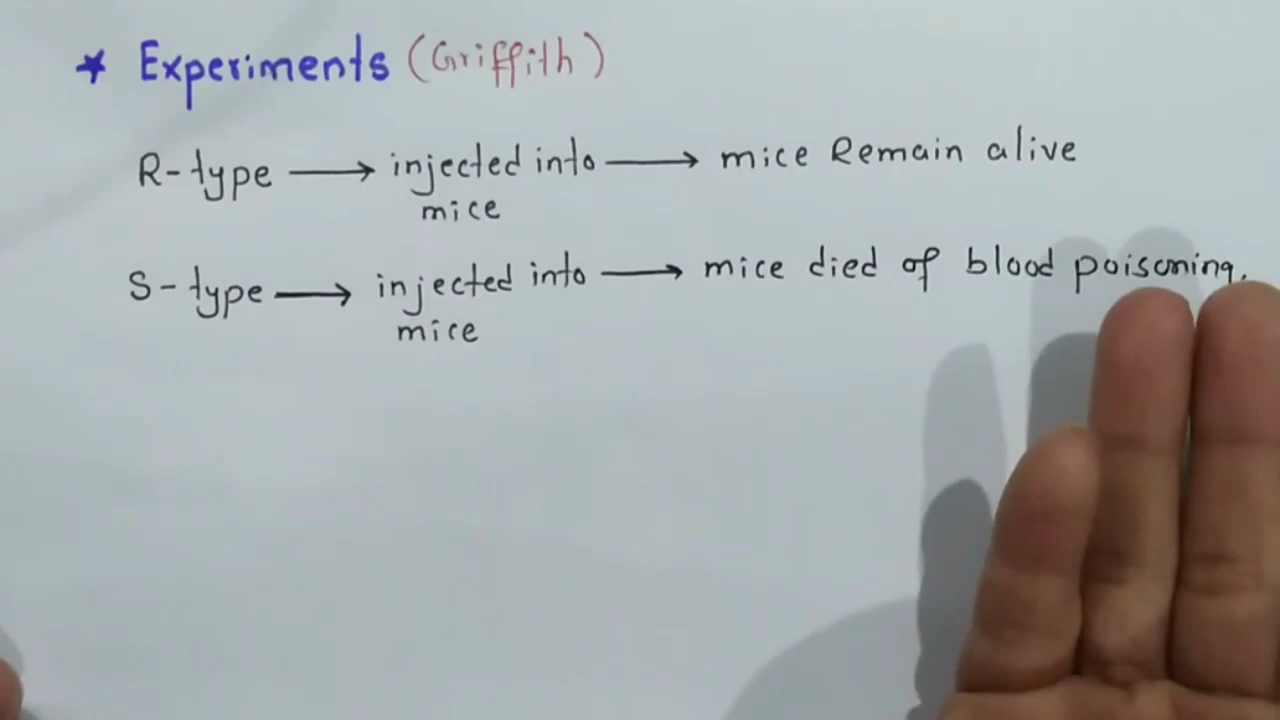 * Experiments (Griffith)
R-type → injected into → mice Remain alive
mice
S-type → injected into → mice died of blood poisoning.
mice